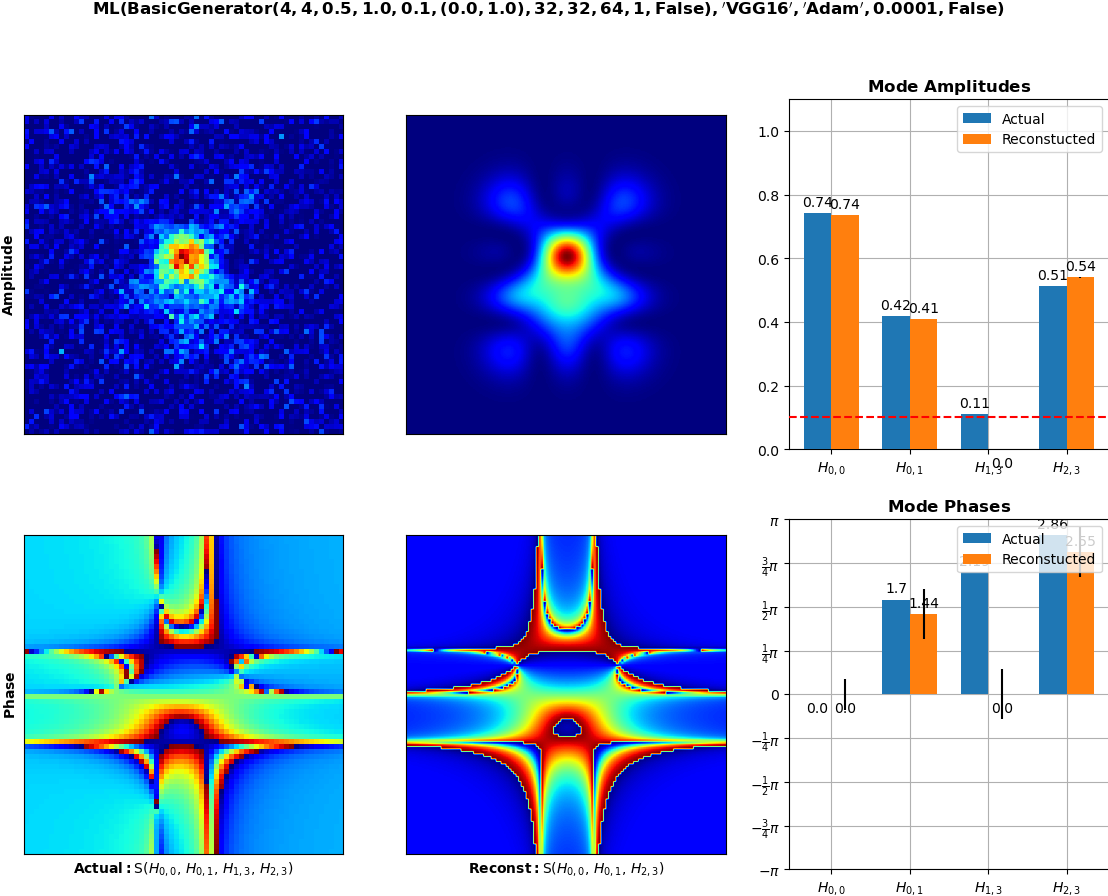 ML(BasicGenerator(4, 4, 0.5, 1.0, 0.1, (0.0, 1.0), 32, 32, 64, 1, False), ′VGG16′, ′Adam′, 0.0001, False)
Amplitude
Mode Amplitudes
Actual
Reconstucted
1.0
0.8
0.6
0.4
0.2
0.0
0.74 0.74
0.42 0.41
0.11
0.0
0.51 0.54
H0,0 H0,1 H1,3 H2,3
Phase
Actual: S(H0,0, H0,1, H1,3, H2,3)
Reconst: S(H0,0, H0,1, H2,3)
Mode Phases
Actual
Reconstucted
π
3/4π
1/2π
1/4π
0
−1/4π
−1/2π
−3/4π
−π
0.0 0.0
1.7 1.44
0.0
2.86
H0,0 H0,1 H1,3 H2,3